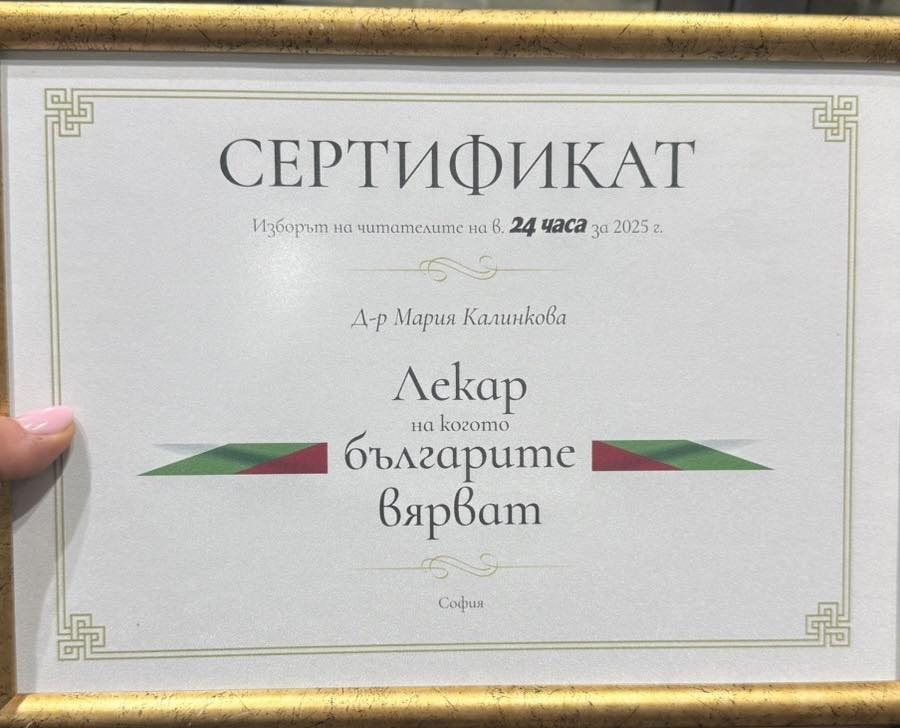 СЕРТИФИКАТ
Изборът на читателите на в. 24 часа за 2025 г.
Д-р Мария Калинкова
Лекар
на когото
българите
вярват
София